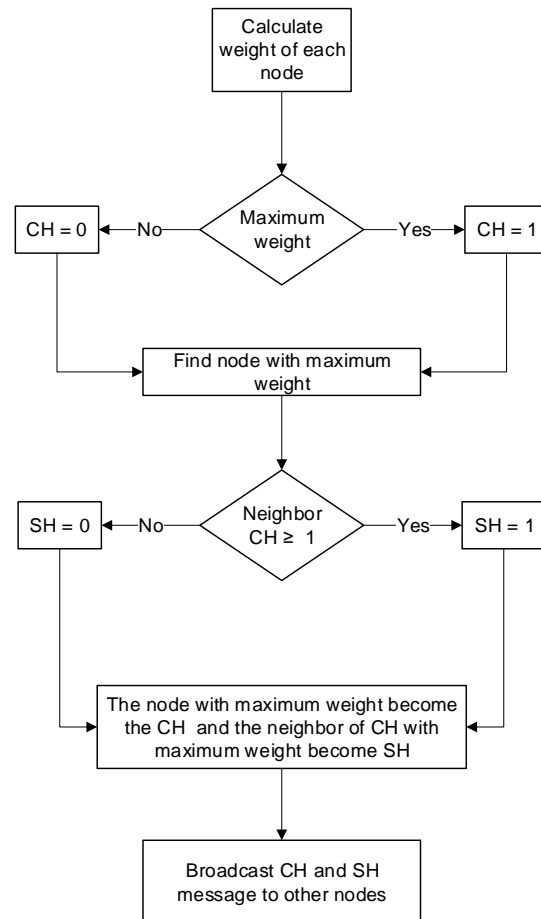 Calculate
weight of each
node
Maximum
weight
No
Yes
CH = 0
CH = 1
Find node with maximum
weight
Neighbor
CH ≥ 1
No
Yes
SH = 0
SH = 1
The node with maximum weight become
the CH and the neighbor of CH with
maximum weight become SH
Broadcast CH and SH
message to other nodes